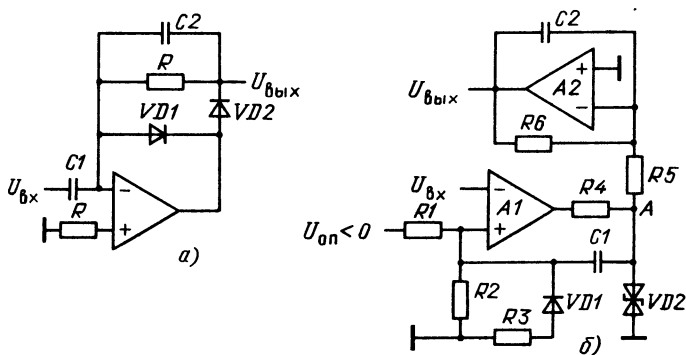 C2
R
Uвых
VD1
VD2
C1
Uвх
−
R
+
а)
C2
Uвых
+
A2
−
R6
Uвх
−
R5
R1
A1
R4
A
Uоп<0
+
C1
R2
VD1
VD2
R3
б)